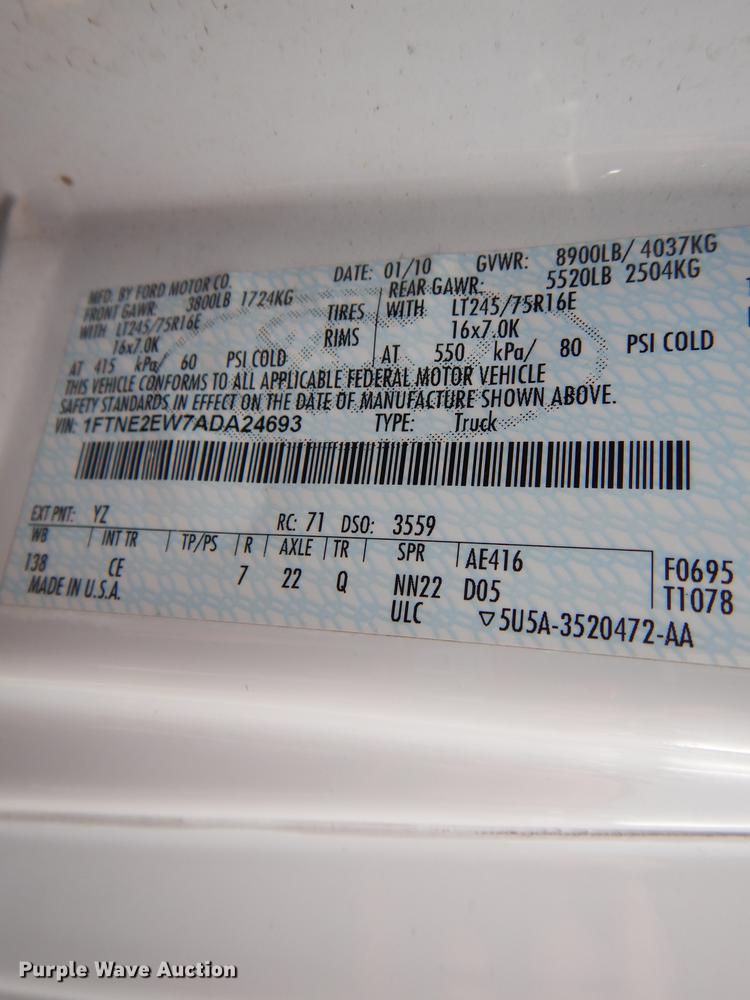 MFD. BY FORD MOTOR CO. DATE: 01/10 GVWR: 8900LB/ 4037KG
FRONT GAWR: 3800LB 1724KG REAR GAWR: 5520LB 2504KG
WITH LT245/75R16E TIRES WITH LT245/75R16E
16x7.0K RIMS 16x7.0K
AT 415 kPa/ 60 PSI COLD AT 550 kPa/ 80 PSI COLD
THIS VEHICLE CONFORMS TO ALL APPLICABLE FEDERAL MOTOR VEHICLE
SAFETY STANDARDS IN EFFECT ON THE DATE OF MANUFACTURE SHOWN ABOVE.
VIN: 1FTNE2EW7ADA24693 TYPE: Truck
EXT PNT: YZ RC: 71 DSO: 3559
WB INT TR TP/PS R AXLE TR SPR AE416 F0695
138 CE 7 22 Q NN22 D05 T1078
MADE IN U.S.A. ULC ▽5U5A-3520472-AA
Purple Wave Auction